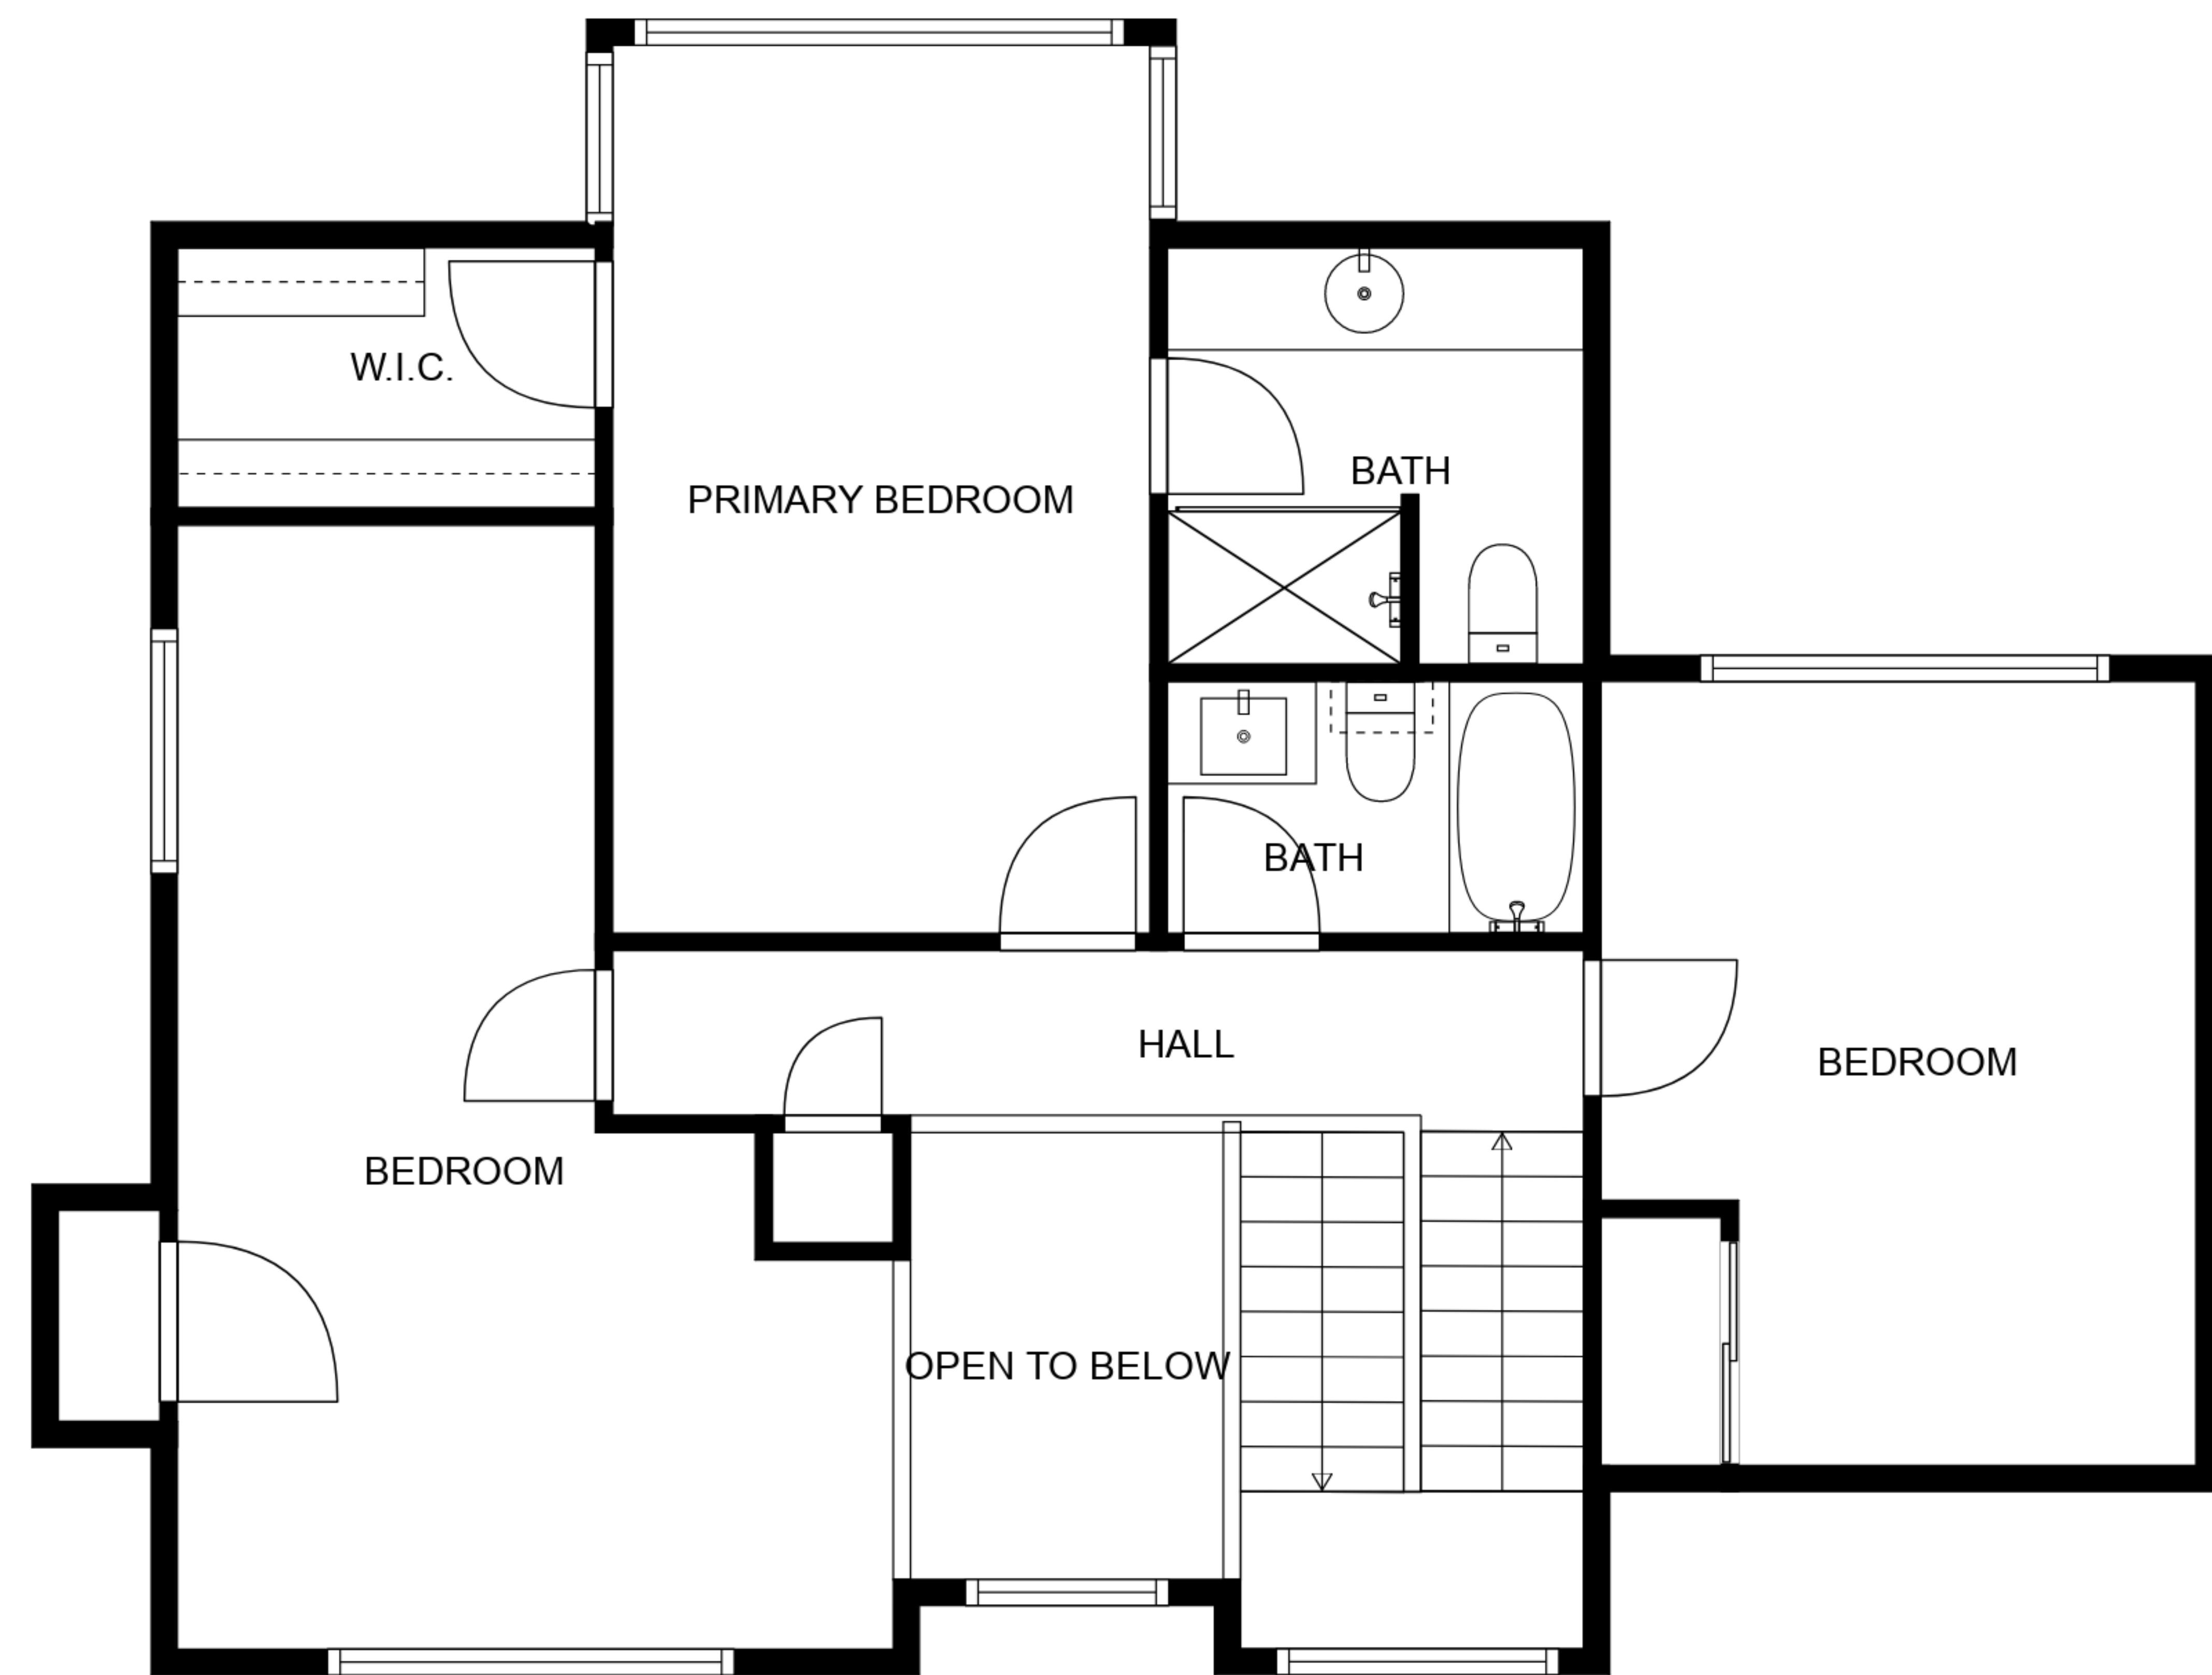 W.I.C.
PRIMARY BEDROOM
BATH
BATH
HALL
BEDROOM
BEDROOM
OPEN TO BELOW